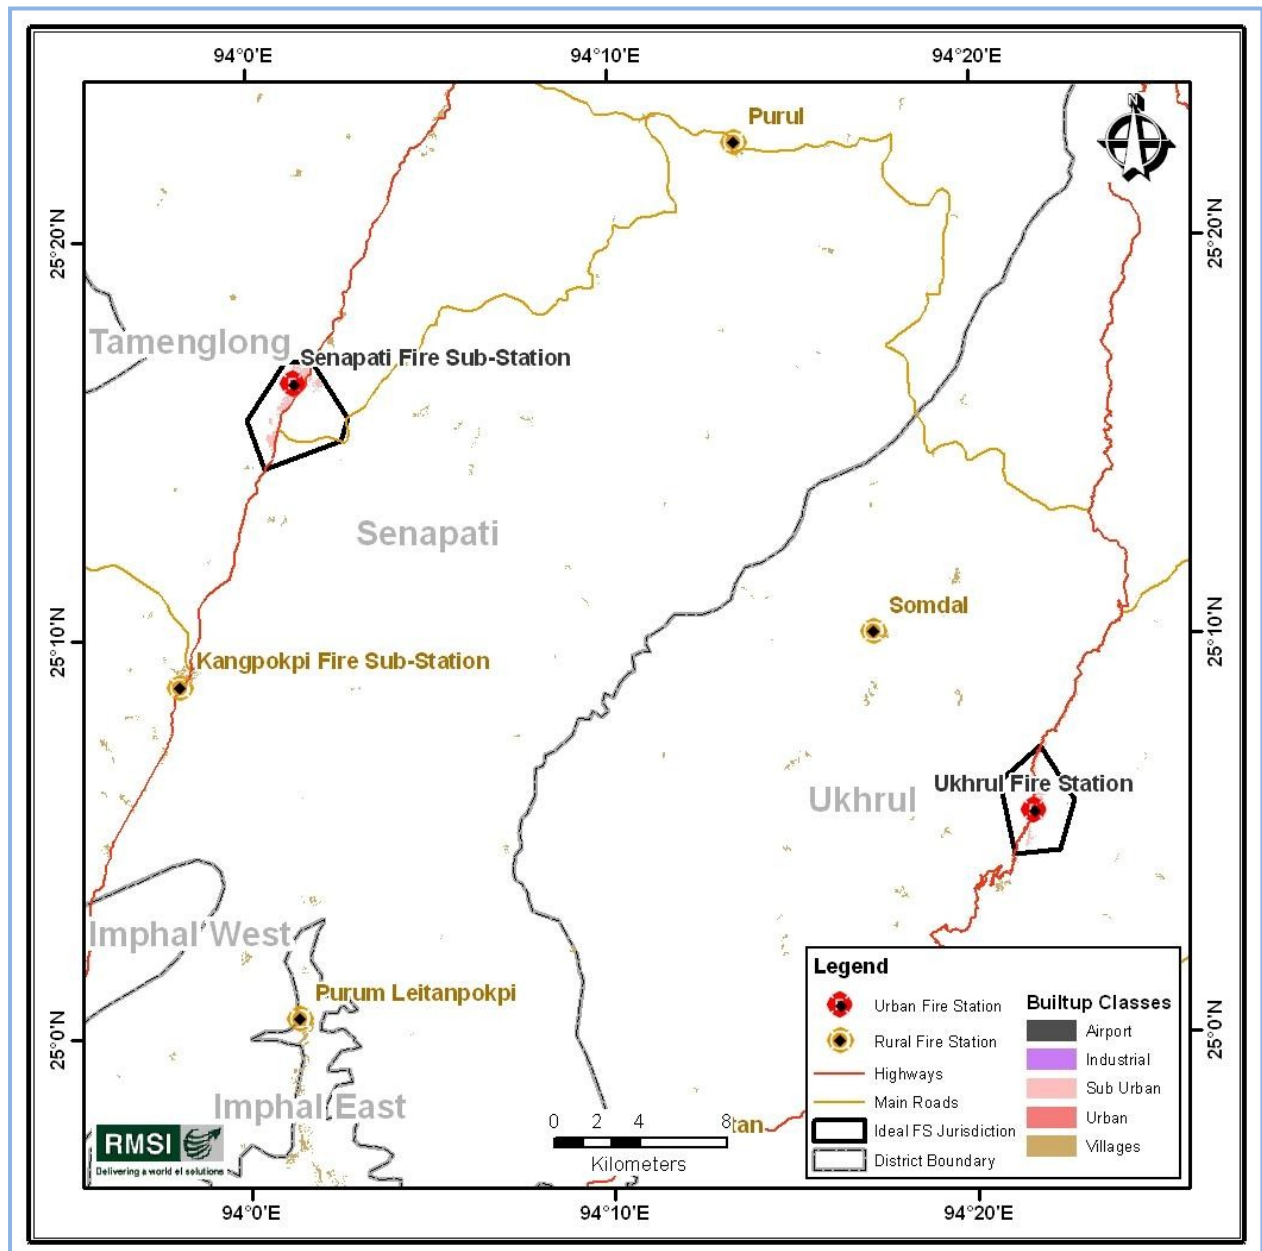 94°0'E
94°10'E
94°20'E
N
Purul
25°20'N
25°20'N
Tamenglong
Senapati Fire Sub-Station
Senapati
Somdal
25°10'N
25°10'N
Kangpokpi Fire Sub-Station
Ukhrul Fire Station
Ukhrul
Imphal West
Purum Leitanpokpi
25°0'N
25°0'N
Imphal East
Legend
Urban Fire Station
Rural Fire Station
Highways
Main Roads
Ideal FS Jurisdiction
District Boundary
Builtup Classes
Airport
Industrial
Sub Urban
Urban
Villages
0 2 4 8
Kilometers
tan
RMSI
Delivering a world of solutions
94°0'E
94°10'E
94°20'E